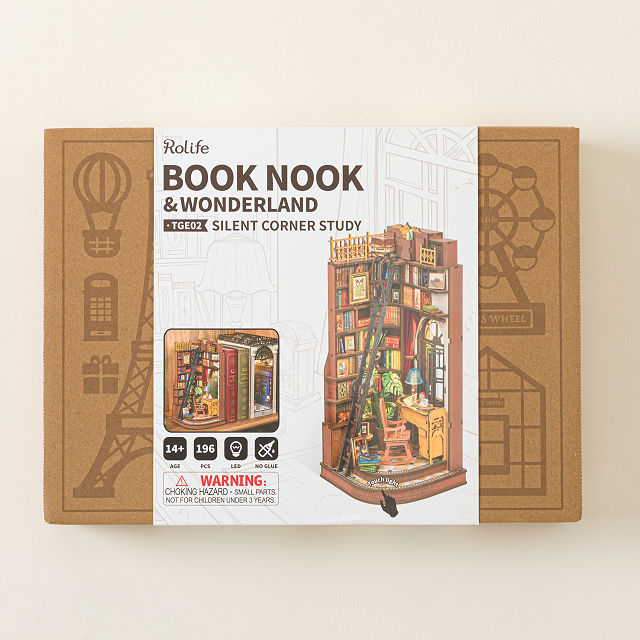 Rolife
BOOK NOOK
& WONDERLAND
TGE02 SILENT CORNER STUDY
14+ 196
AGE PCS LED NO GLUE
WARNING:
CHOKING HAZARD - SMALL PARTS.
NOT FOR CHILDREN UNDER 3 YEARS.
Touch light
Rolife
WHEEL